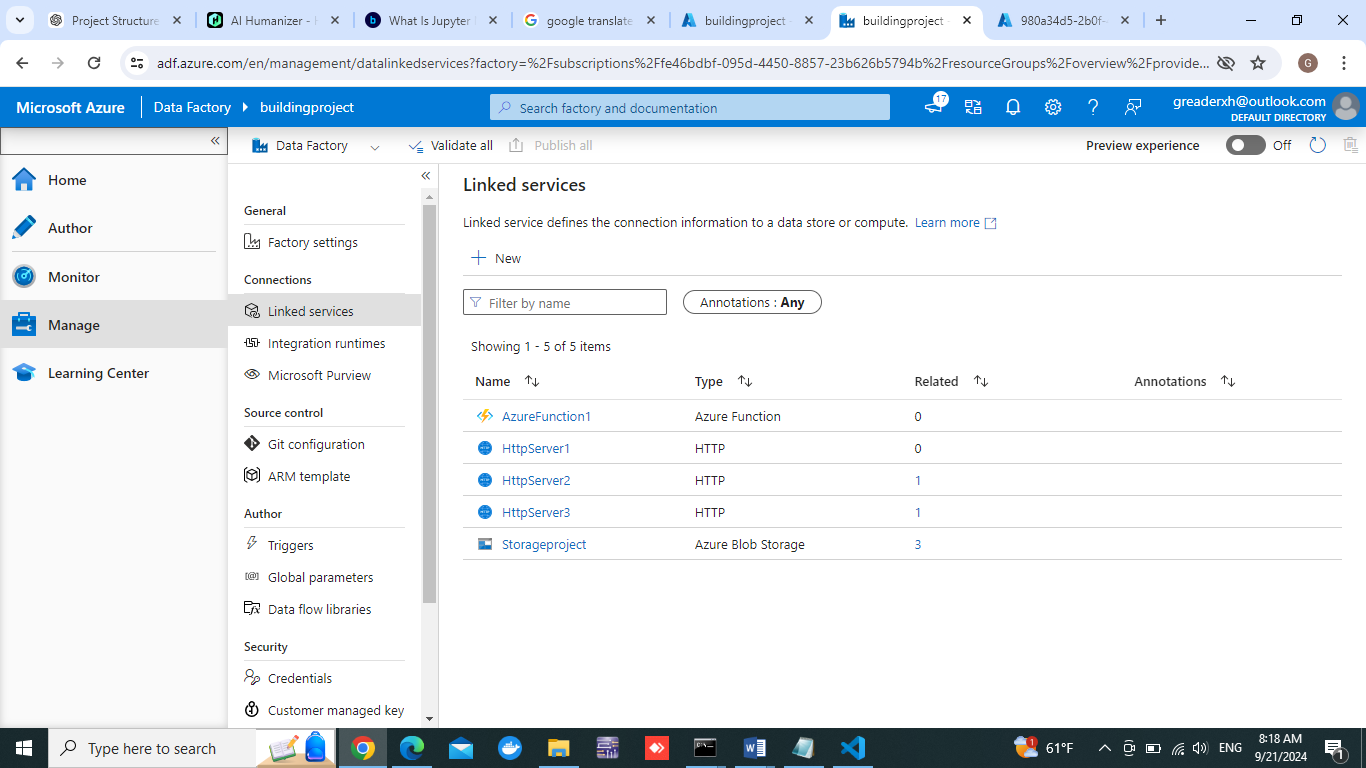 Project Structure
AI Humanizer -
What Is Jupyter
google translate
buildingproject
buildingproject -
980a34d5-2b0f-
adf.azure.com/en/management/datalinkedservices?factory=%2Fsubscriptions%2Ffe46bdbf-095d-4450-8857-23b626b5794b%2FresourceGroups%2Foverview%2Fprovide...
G
Microsoft Azure
Data Factory
buildingproject
Search factory and documentation
17
greaderxh@outlook.com
DEFAULT DIRECTORY
Data Factory
Validate all
Publish all
Preview experience
Off
Home
Author
Monitor
Manage
Learning Center
General
Factory settings
Connections
Linked services
Integration runtimes
Microsoft Purview
Source control
Git configuration
ARM template
Author
Triggers
Global parameters
Data flow libraries
Security
Credentials
Customer managed key
Linked services
Linked service defines the connection information to a data store or compute. Learn more
New
Filter by name
Annotations : Any
Showing 1 - 5 of 5 items
Name Type Related Annotations
AzureFunction1 Azure Function 0
HttpServer1 HTTP 0
HttpServer2 HTTP 1
HttpServer3 HTTP 1
Storageproject Azure Blob Storage 3
Type here to search
61°F
ENG
8:18 AM
9/21/2024
1